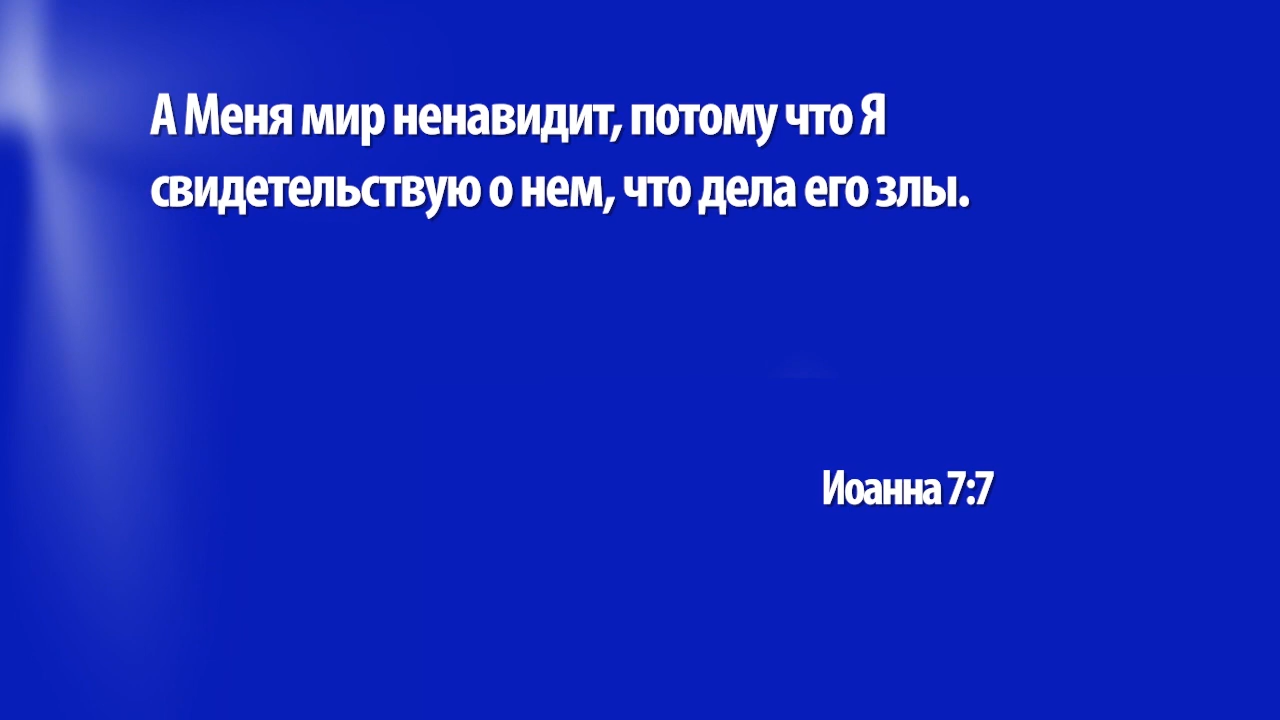 А Меня мир ненавидит, потому что Я
свидетельствую о нем, что дела его злы.
Иоанна 7:7